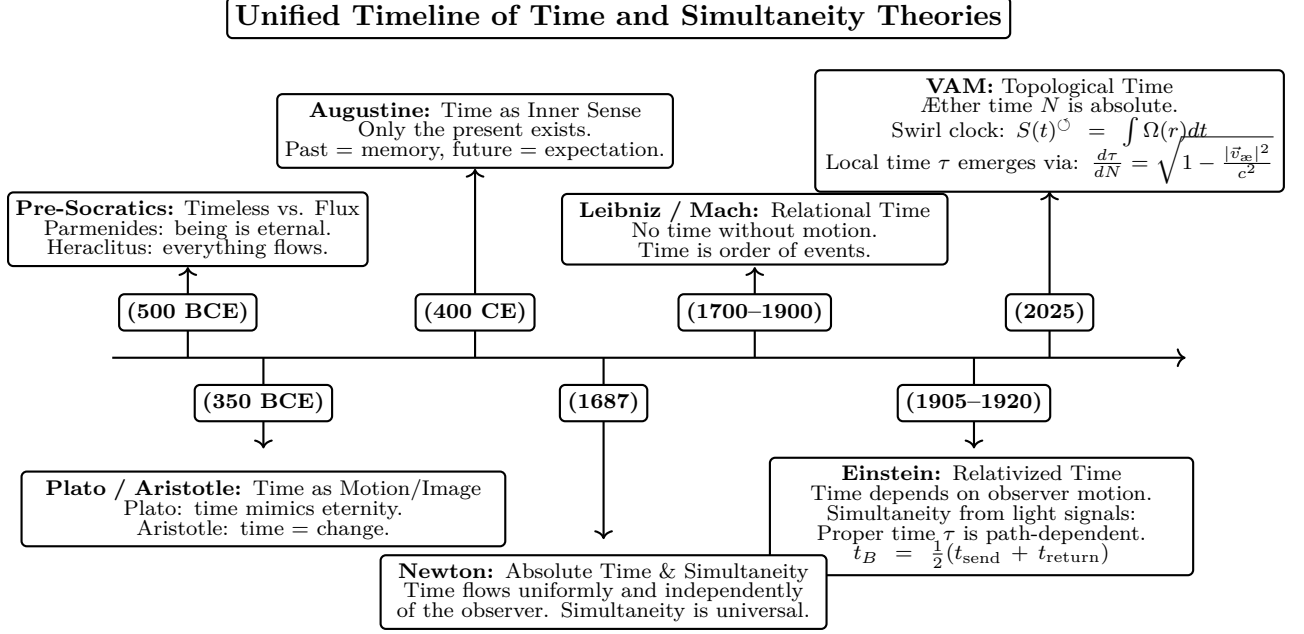 Unified Timeline of Time and Simultaneity Theories
VAM: Topological Time
Æther time N is absolute.
Swirl clock: S(t)^↺ = ∫ Ω(r)dt
Local time τ emerges via: dτ/dN = √(1 − |v⃗_æ|²/c²)
Augustine: Time as Inner Sense
Only the present exists.
Past = memory, future = expectation.
Pre-Socratics: Timeless vs. Flux
Parmenides: being is eternal.
Heraclitus: everything flows.
Leibniz / Mach: Relational Time
No time without motion.
Time is order of events.
(500 BCE)
(400 CE)
(1700–1900)
(2025)
(350 BCE)
(1687)
(1905–1920)
Plato / Aristotle: Time as Motion/Image
Plato: time mimics eternity.
Aristotle: time = change.
Einstein: Relativized Time
Time depends on observer motion.
Simultaneity from light signals:
Proper time τ is path-dependent.
t_B = ½(t_send + t_return)
Newton: Absolute Time & Simultaneity
Time flows uniformly and independently
of the observer. Simultaneity is universal.